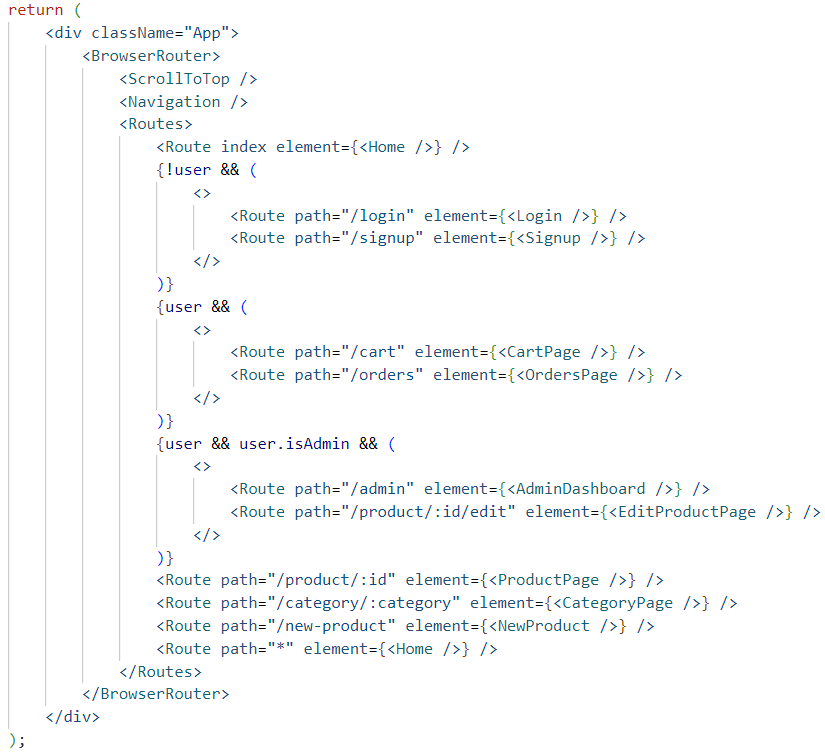 return (
<div className="App">
<BrowserRouter>
<ScrollToTop />
<Navigation />
<Routes>
<Route index element={<Home />} />
{!user && (
<>
<Route path="/login" element={<Login />} />
<Route path="/signup" element={<Signup />} />
</>
)}
{user && (
<>
<Route path="/cart" element={<CartPage />} />
<Route path="/orders" element={<OrdersPage />} />
</>
)}
{user && user.isAdmin && (
<>
<Route path="/admin" element={<AdminDashboard />} />
<Route path="/product/:id/edit" element={<EditProductPage />} />
</>
)}
<Route path="/product/:id" element={<ProductPage />} />
<Route path="/category/:category" element={<CategoryPage />} />
<Route path="/new-product" element={<NewProduct />} />
<Route path="*" element={<Home />} />
</Routes>
</BrowserRouter>
</div>
);